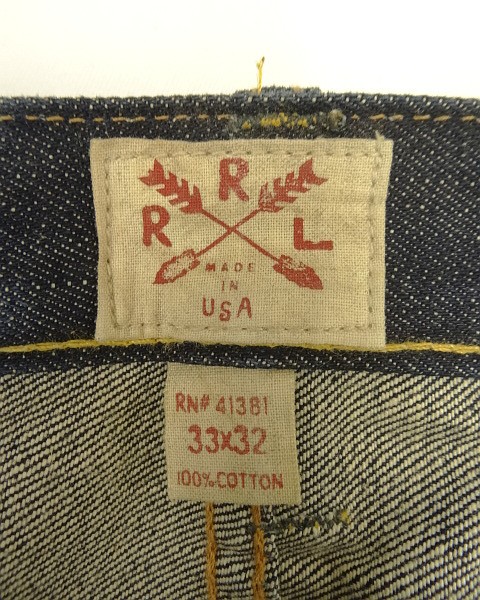 R
R L
MADE
IN
USA
RN# 41381
33X32
100% COTTON